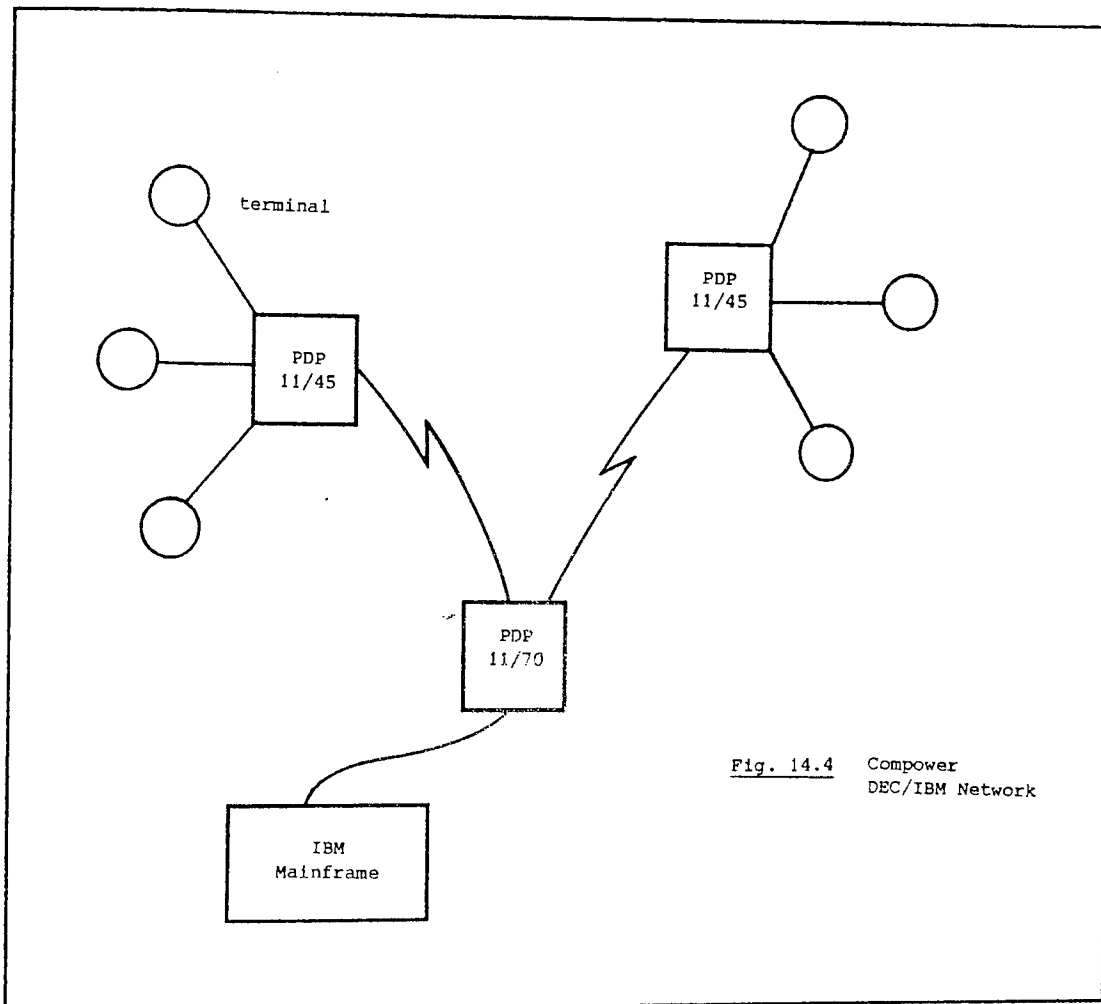 terminal
PDP
11/45
PDP
11/45
PDP
11/70
IBM
Mainframe
Fig. 14.4 Compower
DEC/IBM Network